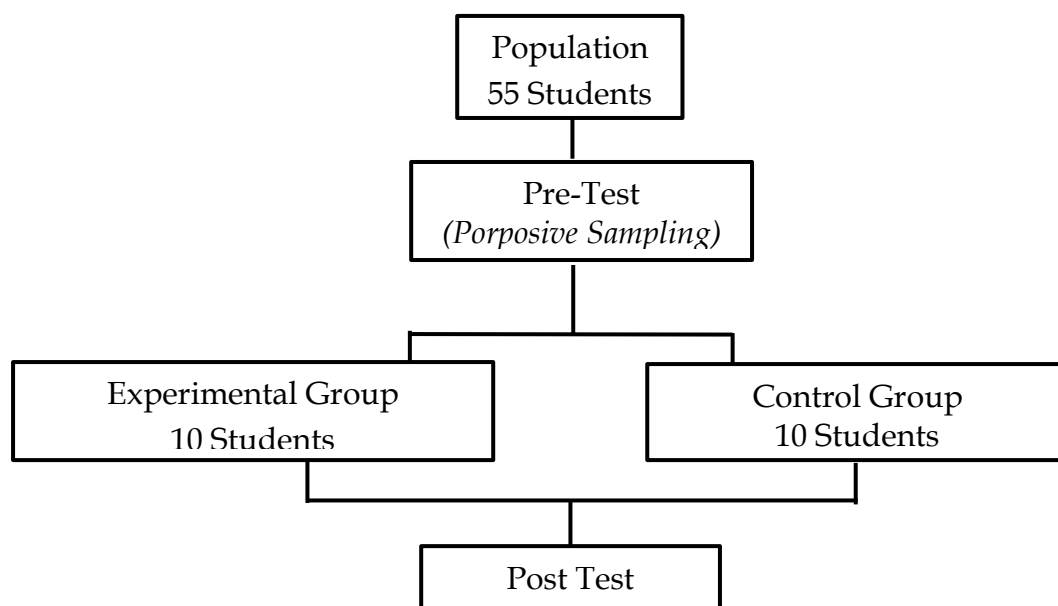 Population
55 Students
Pre-Test
(Porposive Sampling)
Experimental Group
10 Students
Control Group
10 Students
Post Test